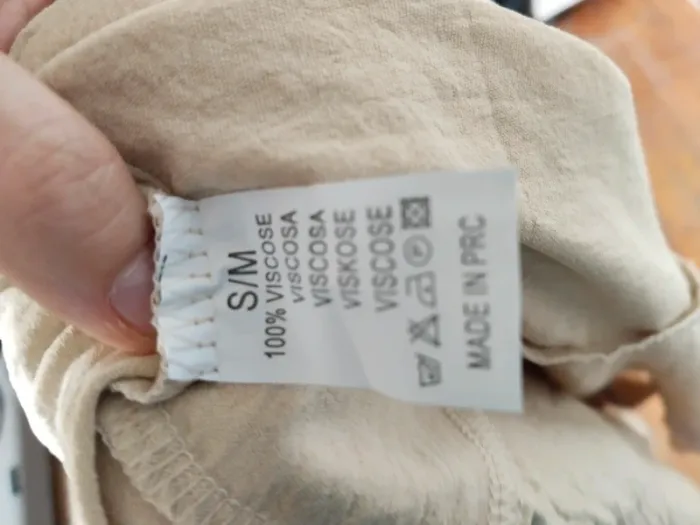 S/M
100% VISCOSE
VISCOSA
VISCOSA
VISKOSE
VISCOSE
MADE IN PRC